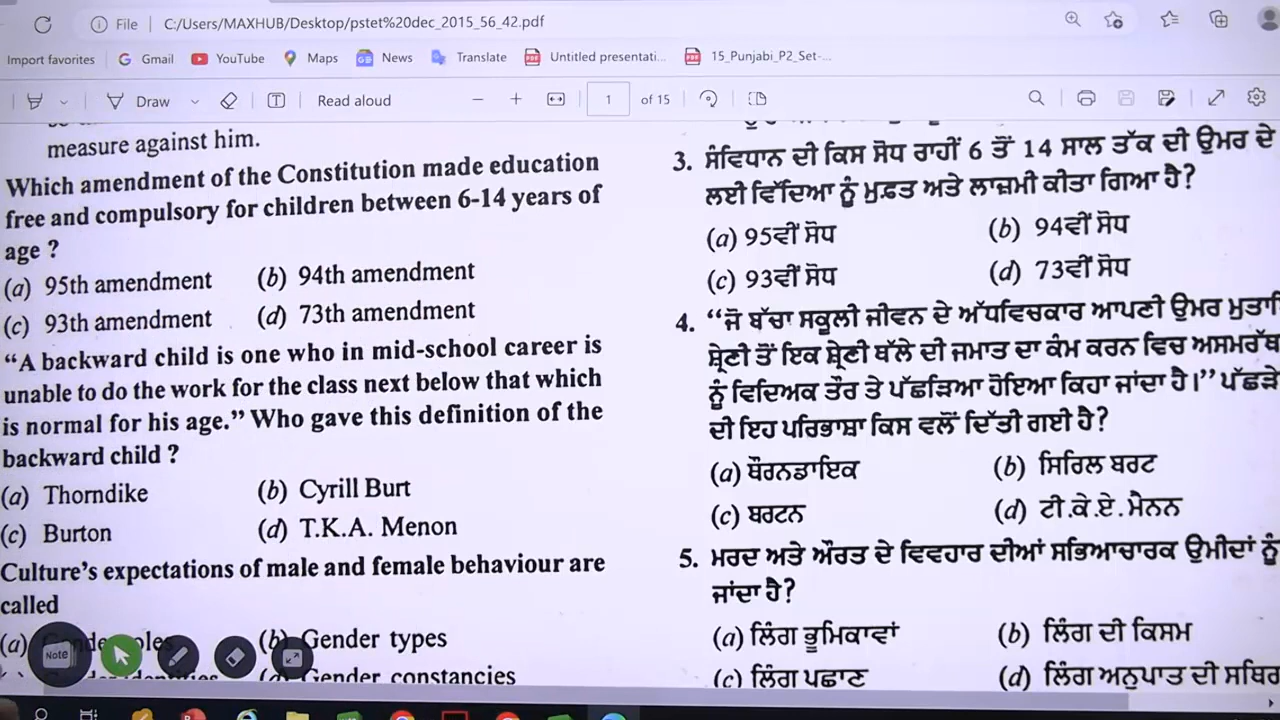 File C:/Users/MAXHUB/Desktop/pstet%20dec_2015_56_42.pdf
Import favorites Gmail YouTube Maps News Translate Untitled presentati... 15_Punjabi_P2_Set-...
Draw Read aloud 1 of 15
measure against him.
Which amendment of the Constitution made education
free and compulsory for children between 6-14 years of
age ?
(a) 95th amendment (b) 94th amendment
(c) 93th amendment (d) 73th amendment
“A backward child is one who in mid-school career is
unable to do the work for the class next below that which
is normal for his age.” Who gave this definition of the
backward child ?
(a) Thorndike (b) Cyrill Burt
(c) Burton (d) T.K.A. Menon
Culture’s expectations of male and female behaviour are
called
(a) (b) Gender types
Gender constancies
3. ਸੰਵਿਧਾਨ ਦੀ ਕਿਸ ਸੋਧ ਰਾਹੀਂ 6 ਤੋਂ 14 ਸਾਲ ਤੱਕ ਦੀ ਉਮਰ ਦੇ
ਲਈ ਵਿੱਦਿਆ ਨੂੰ ਮੁਫ਼ਤ ਅਤੇ ਲਾਜ਼ਮੀ ਕੀਤਾ ਗਿਆ ਹੈ?
(a) 95ਵੀਂ ਸੋਧ (b) 94ਵੀਂ ਸੋਧ
(c) 93ਵੀਂ ਸੋਧ (d) 73ਵੀਂ ਸੋਧ
4. “ਜੋ ਬੱਚਾ ਸਕੂਲੀ ਜੀਵਨ ਦੇ ਅੱਧਵਿਚਕਾਰ ਆਪਣੀ ਉਮਰ
ਸ਼੍ਰੇਣੀ ਤੋਂ ਇਕ ਸ਼੍ਰੇਣੀ ਥੱਲੇ ਦੀ ਜਮਾਤ ਦਾ ਕੰਮ ਕਰਨ ਵਿਚ ਅਸਮਰੱਥ
ਨੂੰ ਵਿਦਿਅਕ ਤੌਰ ਤੇ ਪੱਛੜਿਆ ਹੋਇਆ ਕਿਹਾ ਜਾਂਦਾ ਹੈ।” ਪੱਛੜੇ
ਦੀ ਇਹ ਪਰਿਭਾਸ਼ਾ ਕਿਸ ਵਲੋਂ ਦਿੱਤੀ ਗਈ ਹੈ?
(a) ਥੌਰਨਡਾਇਕ (b) ਸਿਰਿਲ ਬਰਟ
(c) ਬਰਟਨ (d) ਟੀ.ਕੇ.ਏ.ਮੈਨਨ
5. ਮਰਦ ਅਤੇ ਔਰਤ ਦੇ ਵਿਵਹਾਰ ਦੀਆਂ ਸਭਿਆਚਾਰਕ ਉਮੀਦਾਂ ਨੂੰ
ਜਾਂਦਾ ਹੈ?
(a) ਲਿੰਗ ਭੂਮਿਕਾਵਾਂ (b) ਲਿੰਗ ਦੀ ਕਿਸਮ
(c) ਲਿੰਗ ਪਛਾਣ (d) ਲਿੰਗ ਅਨੁਪਾਤ ਦੀ
Note